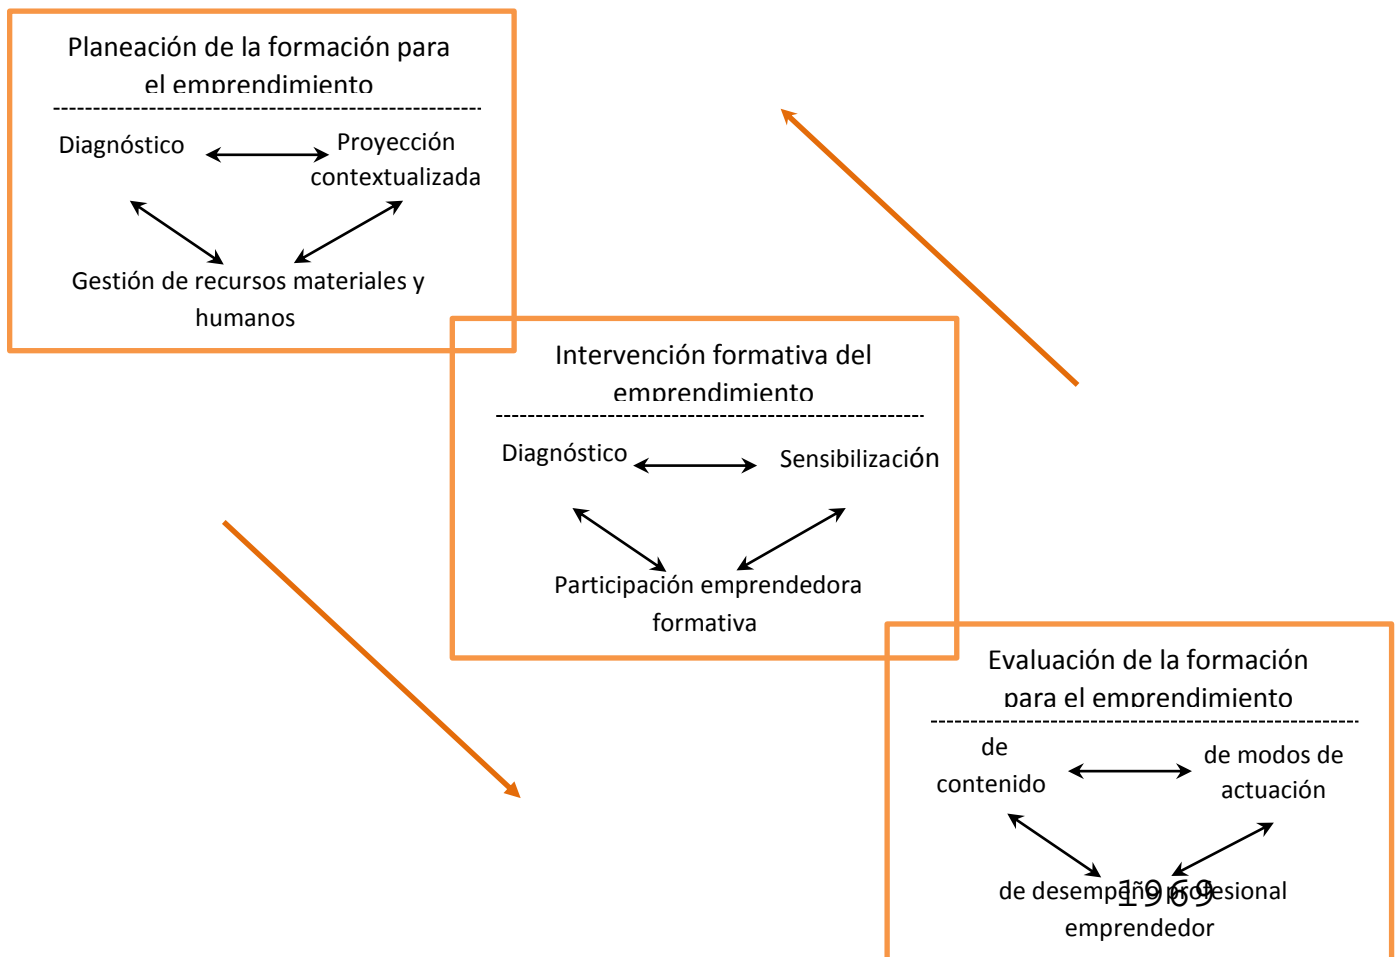 Planeación de la formación para
el emprendimiento
Diagnóstico
Proyección
contextualizada
Gestión de recursos materiales y
humanos
Intervención formativa del
emprendimiento
Diagnóstico
Sensibilización
Participación emprendedora
formativa
Evaluación de la formación
para el emprendimiento
de
contenido
de modos de
actuación
de desempeño profesional
emprendedor
1969